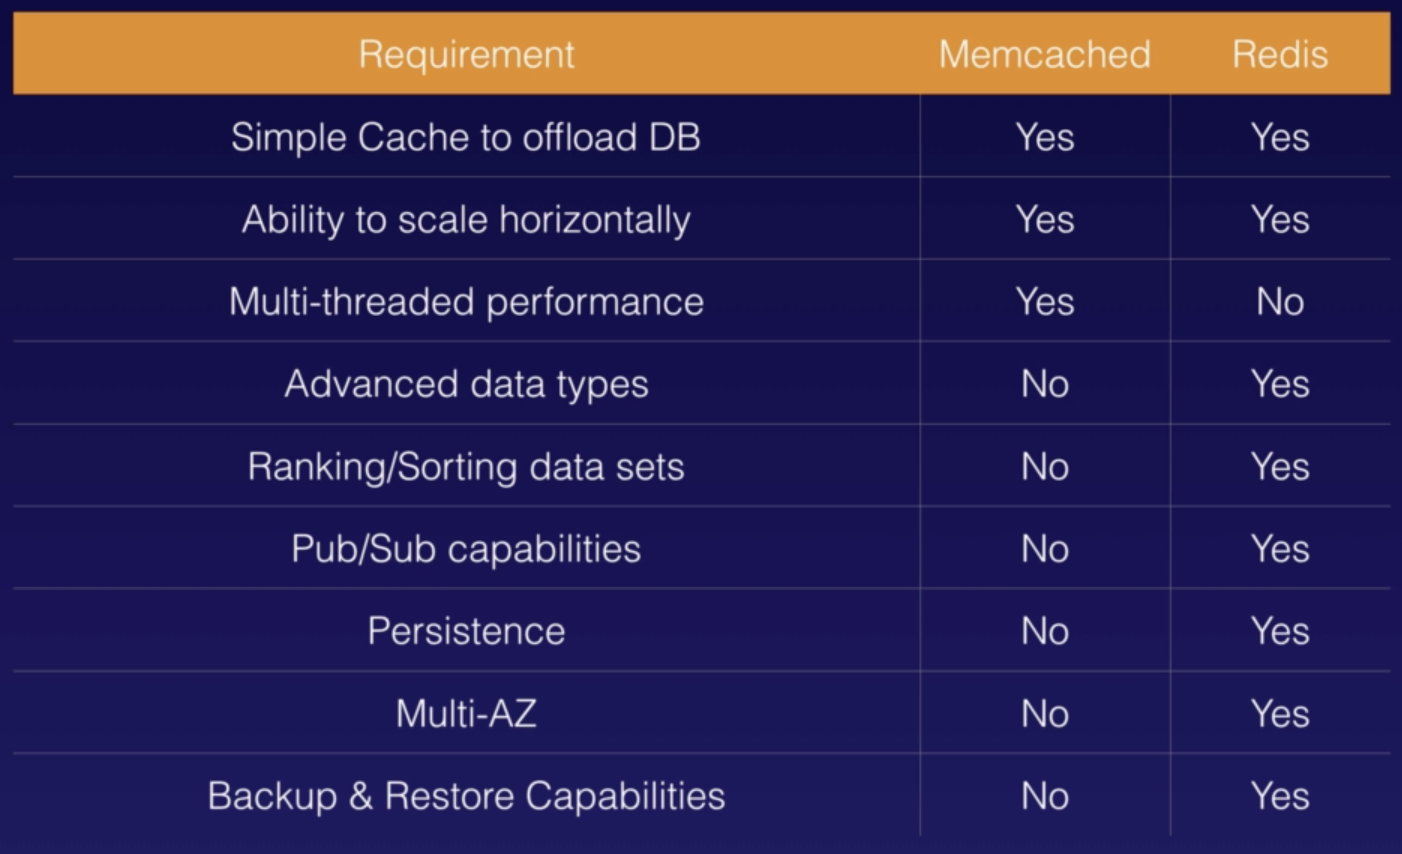 Requirement Memcached Redis
Simple Cache to offload DB Yes Yes
Ability to scale horizontally Yes Yes
Multi-threaded performance Yes No
Advanced data types No Yes
Ranking/Sorting data sets No Yes
Pub/Sub capabilities No Yes
Persistence No Yes
Multi-AZ No Yes
Backup & Restore Capabilities No Yes